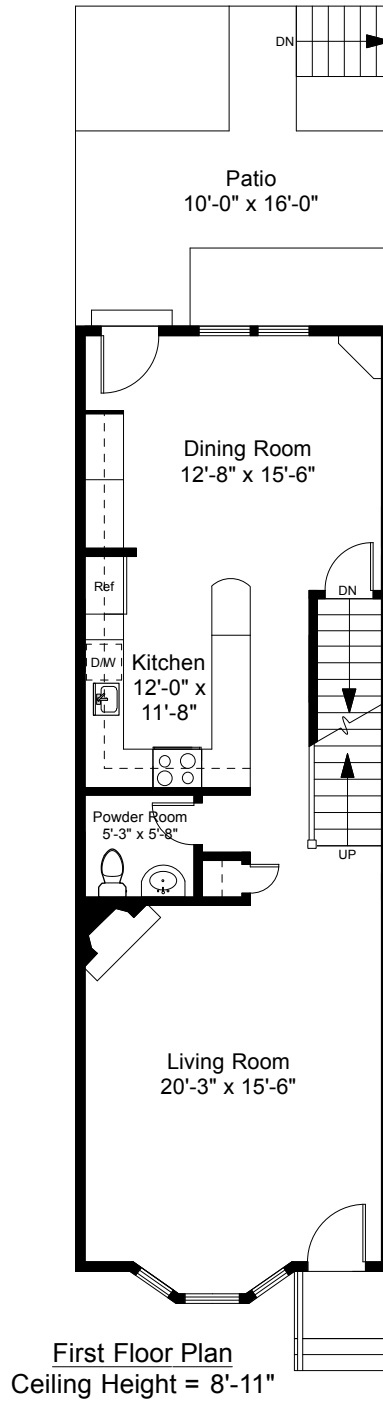 DN
Patio
10'-0" x 16'-0"
Dining Room
12'-8" x 15'-6"
Ref
DN
D/W
Kitchen
12'-0" x
11'-8"
Powder Room
5'-3" x 5'-8"
UP
Living Room
20'-3" x 15'-6"
First Floor Plan
Ceiling Height = 8'-11"